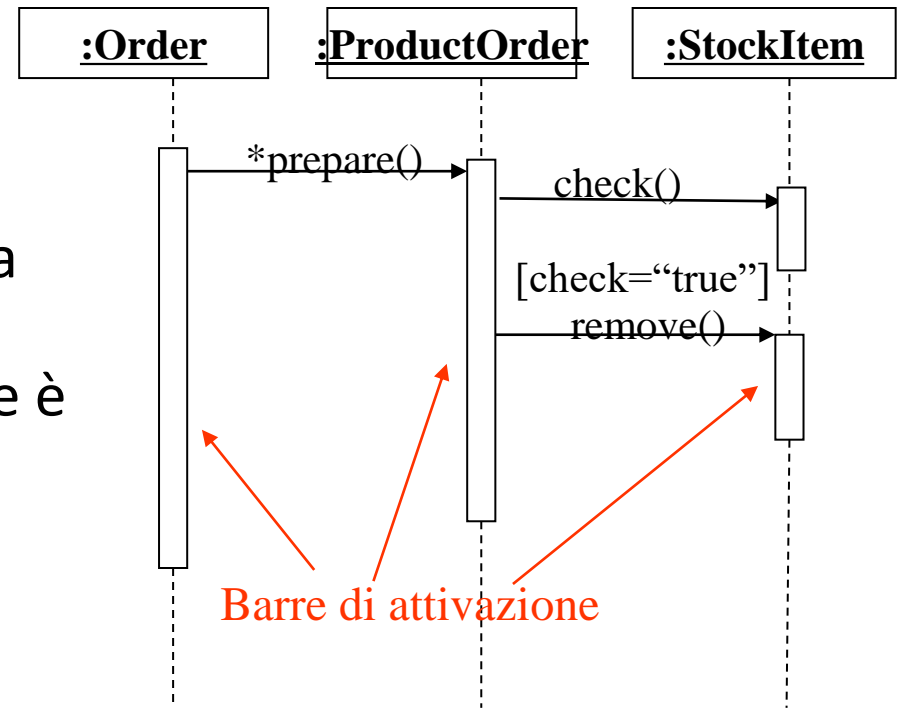 :Order
:ProductOrder
:StockItem
*prepare()
check()
a
[check=“true”]
remove()
e è
Barre di attivazione